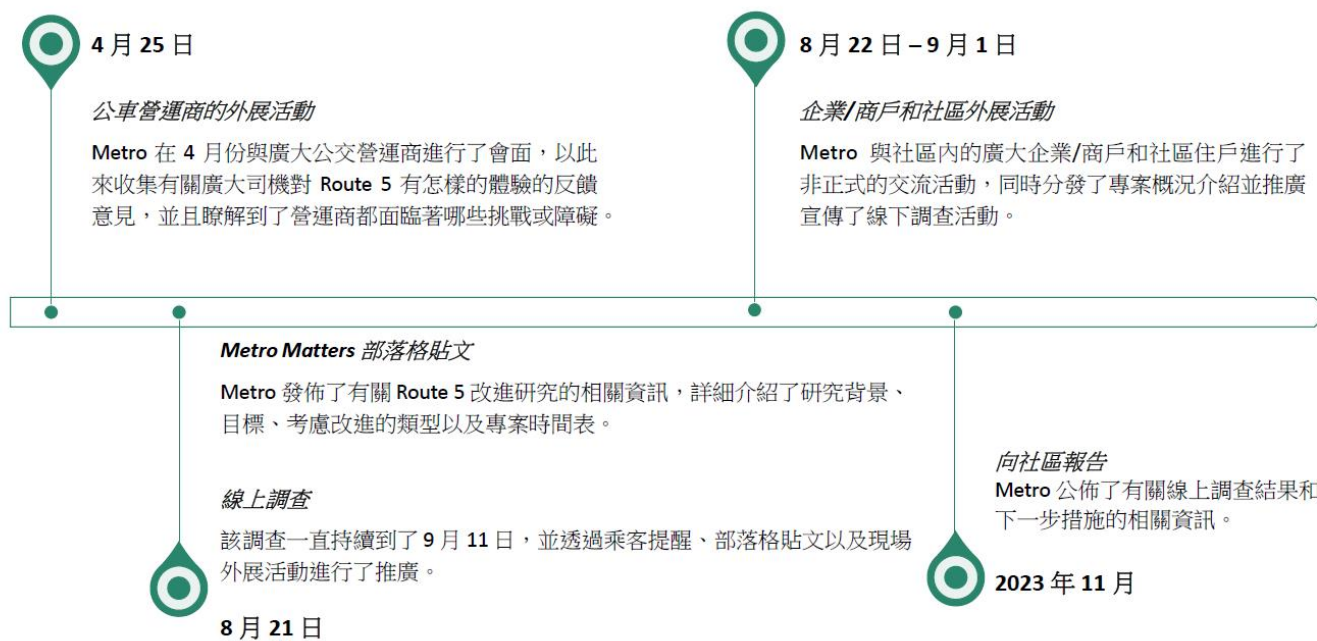 4 月 25 日
公車營運商的外展活動
Metro 在 4 月份與廣大公交營運商進行了會面，以此
來收集有關廣大司機對 Route 5 有怎樣的體驗的反饋
意見，並且瞭解到了營運商都面臨著哪些挑戰或障礙。
8 月 22 日 – 9 月 1 日
企業/商戶和社區外展活動
Metro 與社區內的廣大企業/商戶和社區住戶進行了
非正式的交流活動，同時分發了專案概況介紹並推廣
宣傳了線下調查活動。
Metro Matters 部落格貼文
Metro 發佈了有關 Route 5 改進研究的相關資訊，詳細介紹了研究背景、
目標、考慮改進的類型以及專案時間表。
線上調查
該調查一直持續到了 9 月 11 日，並透過乘客提醒、部落格貼文以及現場
外展活動進行了推廣。
8 月 21 日
向社區報告
Metro 公佈了有關線上調查結果和
下一步措施的相關資訊。
2023 年 11 月